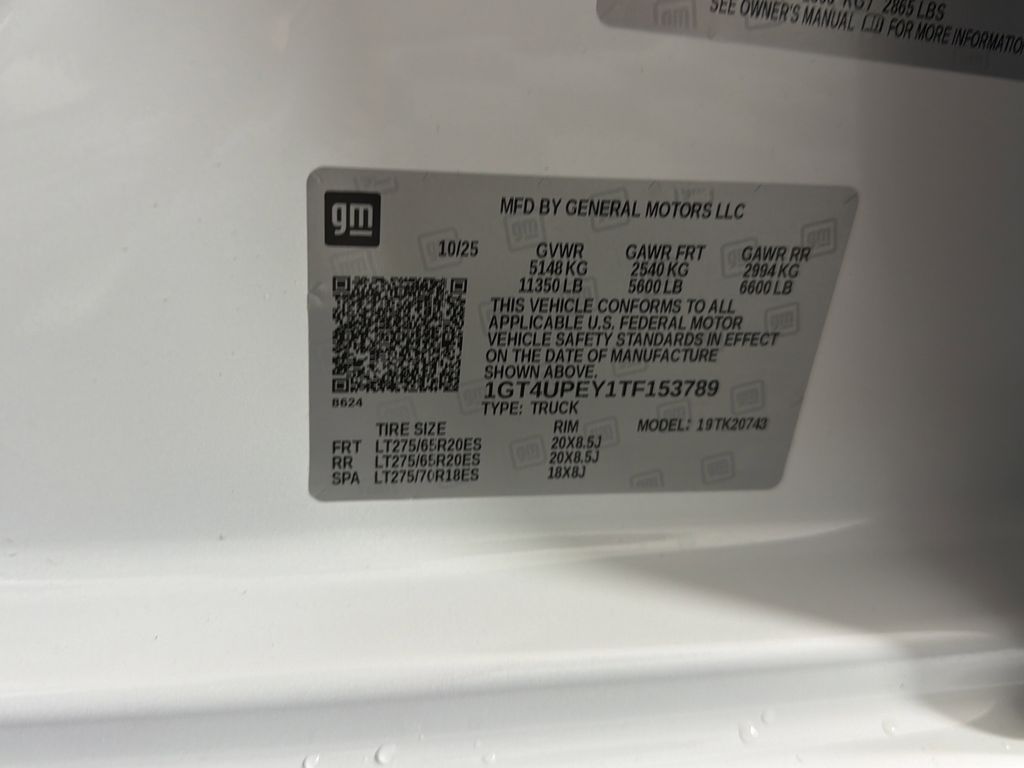 2865 LBS
SEE OWNER'S MANUAL FOR MORE INFORMATIO
gm
MFD BY GENERAL MOTORS LLC
10/25 GVWR GAWR FRT GAWR RR
5148 KG 2540 KG 2994 KG
11350 LB 5600 LB 6600 LB
THIS VEHICLE CONFORMS TO ALL
APPLICABLE U.S. FEDERAL MOTOR
VEHICLE SAFETY STANDARDS IN EFFECT
ON THE DATE OF MANUFACTURE
SHOWN ABOVE.
1GT4UPEY1TF153789
8624
TYPE: TRUCK
TIRE SIZE RIM MODEL: 19TK20743
FRT LT275/65R20ES 20X8.5J
RR LT275/65R20ES 20X8.5J
SPA LT275/70R18ES 18X8J